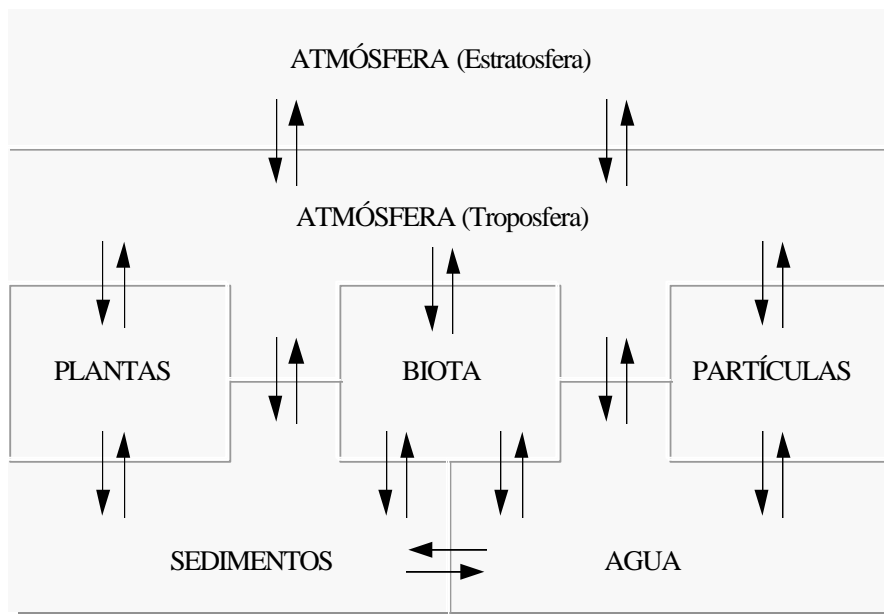 ATMÓSFERA (Estratosfera)
ATMÓSFERA (Troposfera)
PLANTAS
BIOTA
PARTÍCULAS
SEDIMENTOS
AGUA